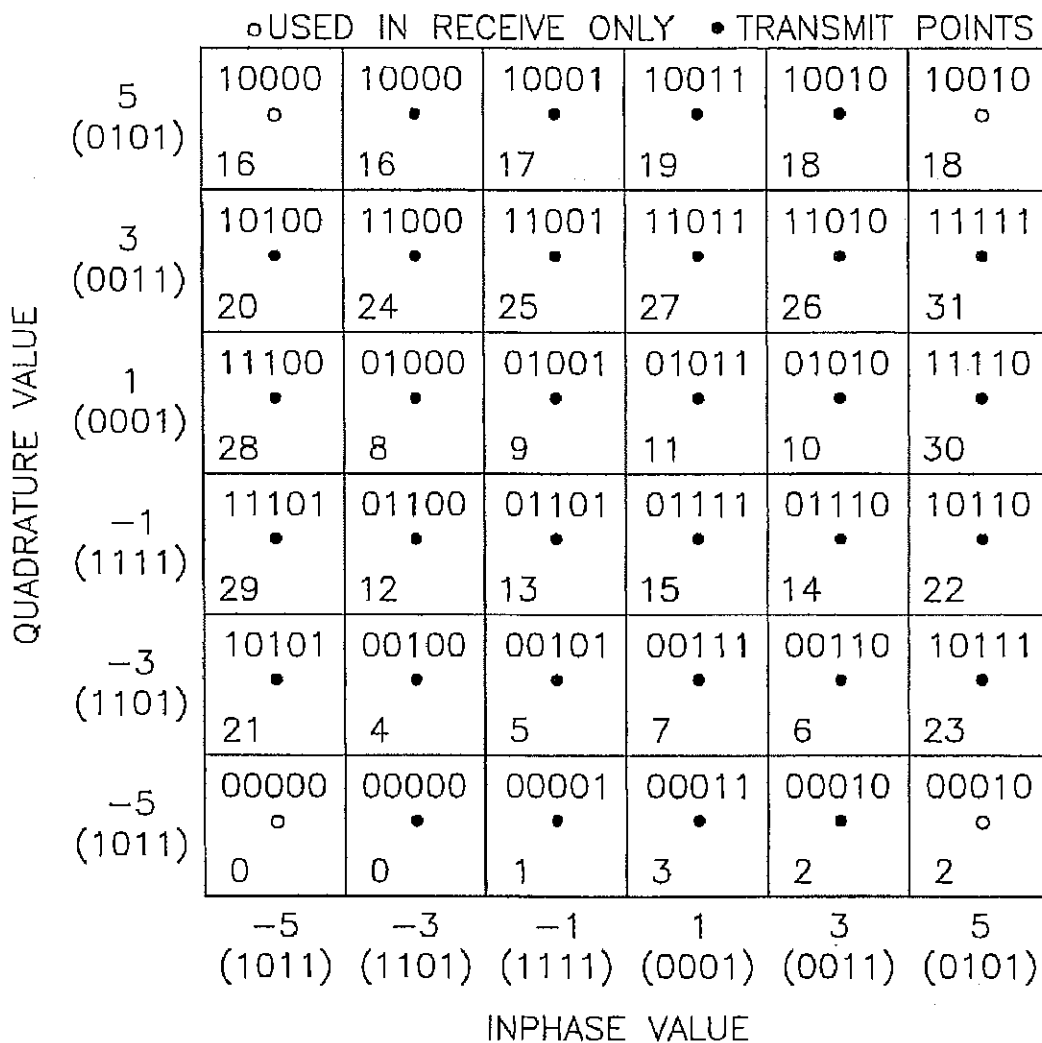 ○ USED IN RECEIVE ONLY ● TRANSMIT POINTS
10000 10000 10001 10011 10010 10010
5
(0101)
16 16 17 19 18 18
10100 11000 11001 11011 11010 11111
3
(0011)
20 24 25 27 26 31
11100 01000 01001 01011 01010 11110
1
(0001)
28 8 9 11 10 30
11101 01100 01101 01111 01110 10110
-1
(1111)
29 12 13 15 14 22
10101 00100 00101 00111 00110 10111
-3
(1101)
21 4 5 7 6 23
00000 00000 00001 00011 00010 00010
-5
(1011)
0 0 1 3 2 2
QUADRATURE VALUE
-5 -3 -1 1 3 5
(1011) (1101) (1111) (0001) (0011) (0101)
INPHASE VALUE